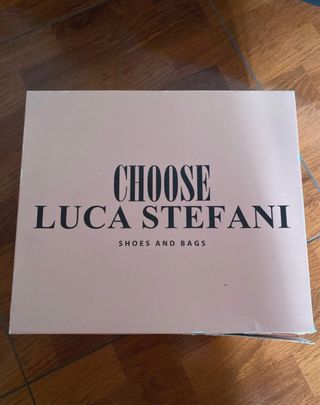 CHOOSE
LUCA STEFANI
SHOES AND BAGS